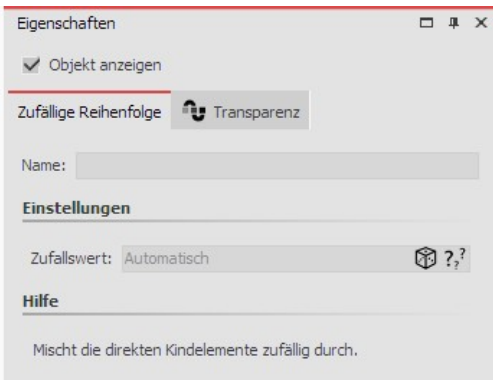 Eigenschaften
Objekt anzeigen
Zufällige Reihenfolge Transparenz
Name:
Einstellungen
Zufallswert: Automatisch ???
Hilfe
Mischt die direkten Kindelemente zufällig durch.